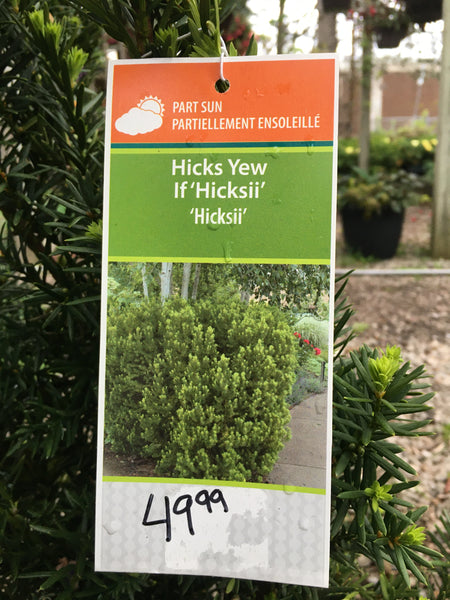 PART SUN
PARTIELLEMENT ENSOLEILLÉ
Hicks Yew
If ‘Hicksii’
‘Hicksii’
4999